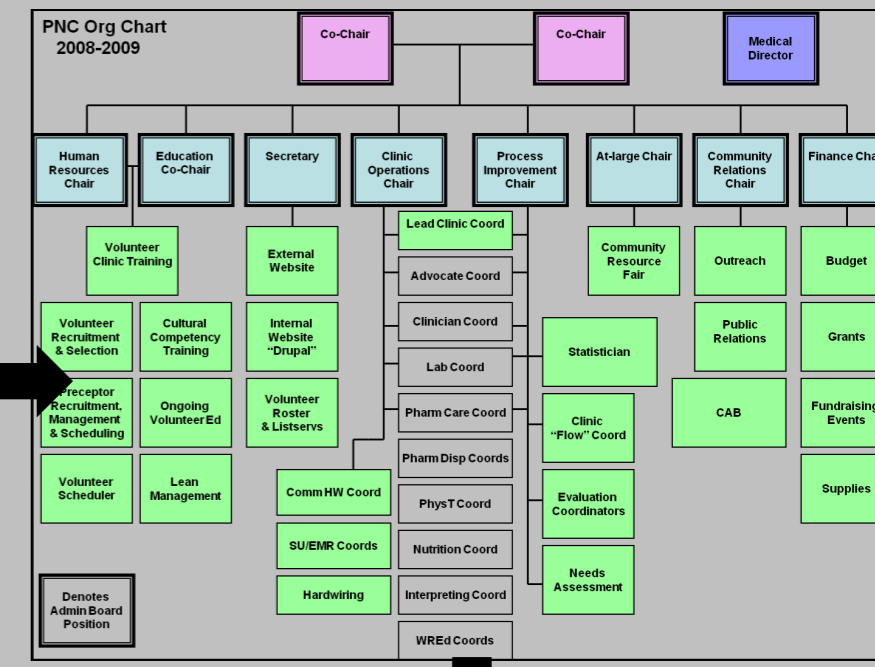 PNC Org Chart
2008-2009
Co-Chair
Co-Chair
Medical
Director
Human
Resources
Chair
Education
Co-Chair
Secretary
Clinic
Operations
Chair
Process
Improvement
Chair
At-large Chair
Community
Relations
Chair
Finance Cha
Volunteer
Clinic Training
Volunteer
Recruitment
& Selection
Preceptor
Recruitment,
Management
& Scheduling
Volunteer
Scheduler
Cultural
Competency
Training
Ongoing
Volunteer Ed
Lean
Management
External
Website
Internal
Website
“Drupal”
Volunteer
Roster
& Listservs
Comm HW Coord
SU/EMR Coords
Hardwiring
Lead Clinic Coord
Advocate Coord
Clinician Coord
Lab Coord
Pharm Care Coord
Pharm Disp Coords
PhysT Coord
Nutrition Coord
Interpreting Coord
WREd Coords
Statistician
Clinic
“Flow” Coord
Evaluation
Coordinators
Needs
Assessment
Community
Resource
Fair
Outreach
Public
Relations
CAB
Budget
Grants
Fundraising
Events
Supplies
Denotes
Admin Board
Position